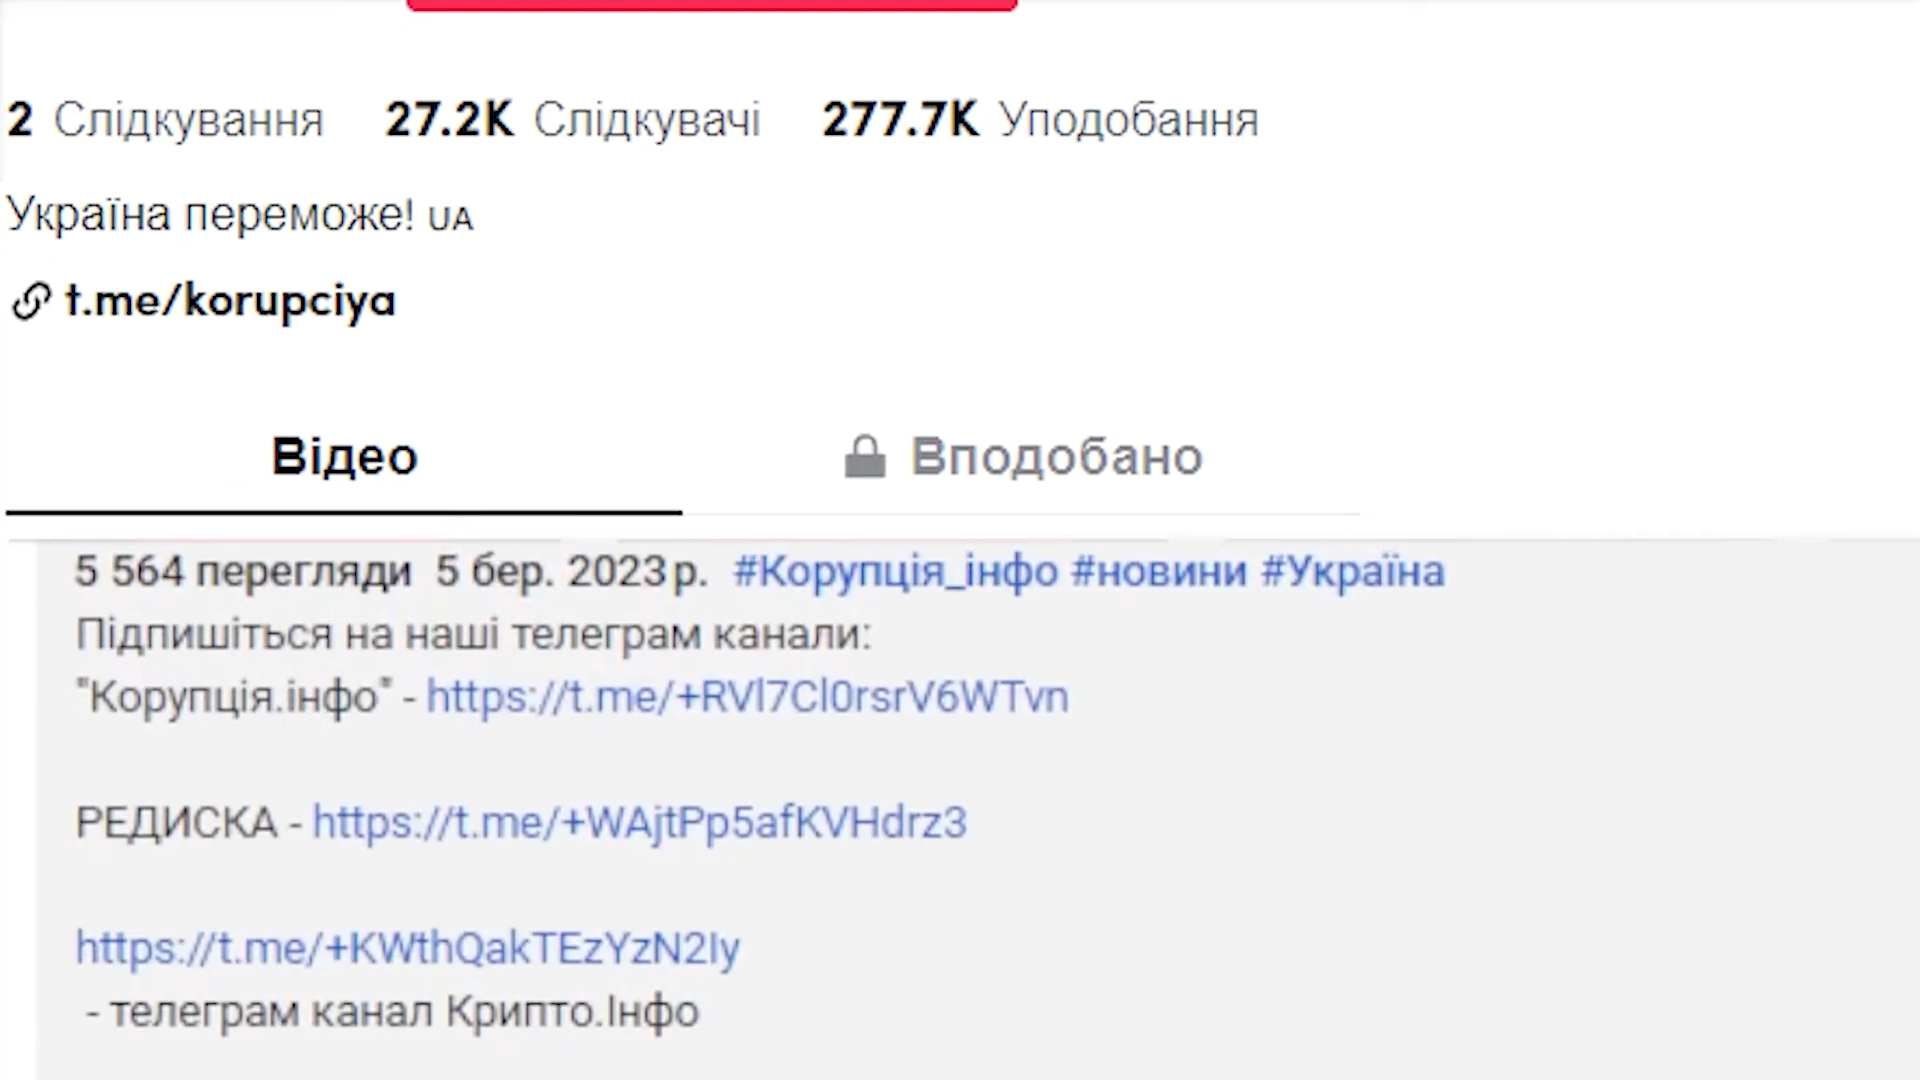 2 Слідкування 27.2K Слідкувачі 277.7K Уподобання
Україна переможе! UA
t.me/korupciya
Відео Вподобано
5 564 перегляди 5 бер. 2023 р. #Корупція_інфо #новини #Україна
Підпишіться на наші телеграм канали:
"Корупція.інфо" - https://t.me/+RVl7Cl0rsrV6WTvn
РЕДИСКА - https://t.me/+WAjtPp5afKVHdrz3
https://t.me/+KWthQakTEzYzN2Iy
- телеграм канал Крипто.Інфо